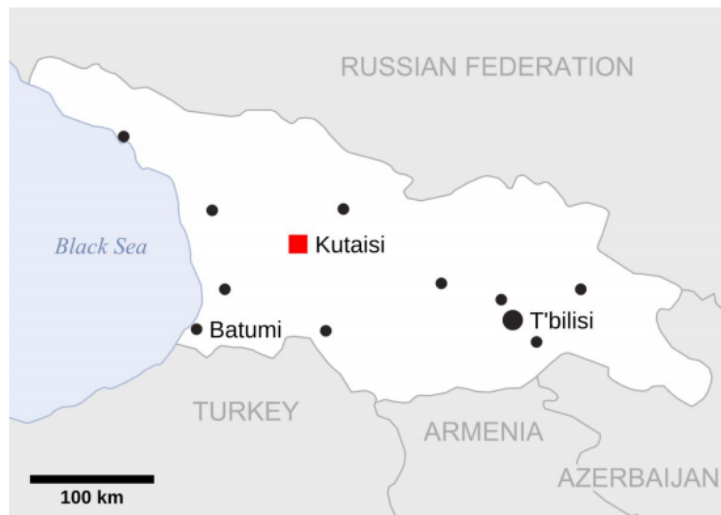 RUSSIAN FEDERATION
Black Sea
Kutaisi
T'bilisi
Batumi
TURKEY
ARMENIA
AZERBAIJAN
100 km